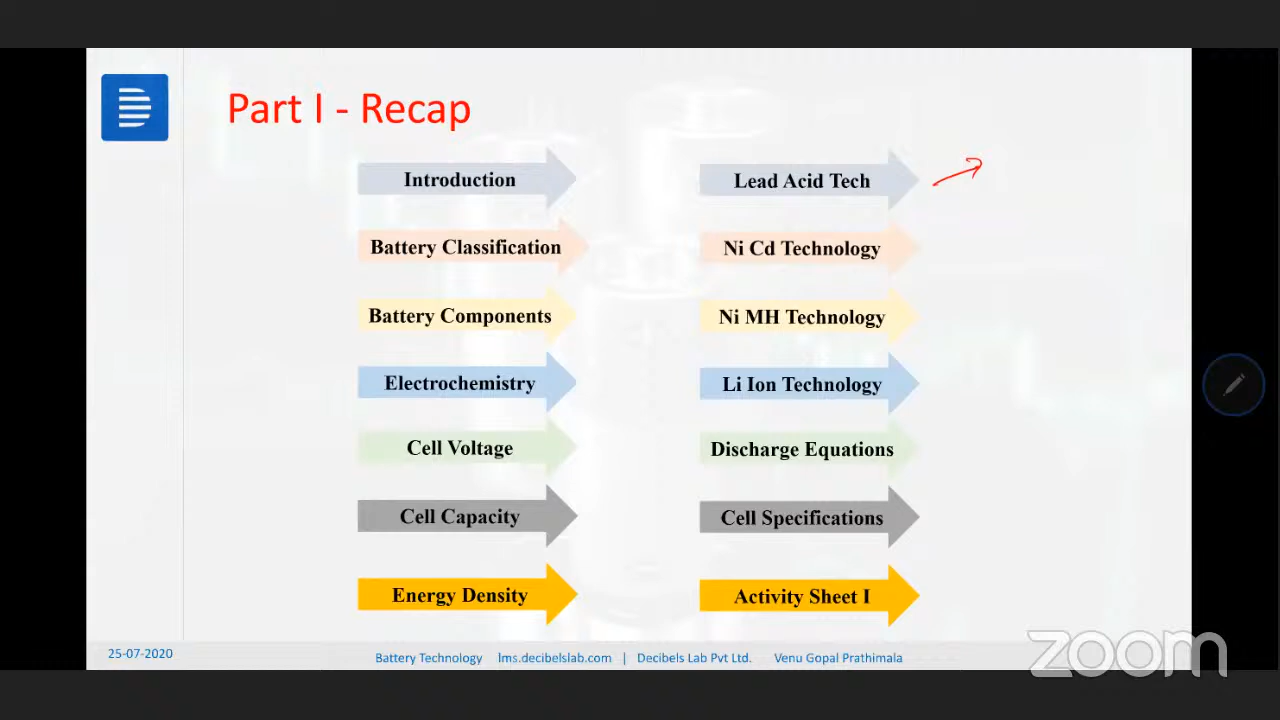 Part I - Recap
Introduction
Battery Classification
Battery Components
Electrochemistry
Cell Voltage
Cell Capacity
Energy Density
Lead Acid Tech
Ni Cd Technology
Ni MH Technology
Li Ion Technology
Discharge Equations
Cell Specifications
Activity Sheet I
25-07-2020
Battery Technology lms.decibelslab.com | Decibels Lab Pvt Ltd. Venu Gopal Prathimala
zoom